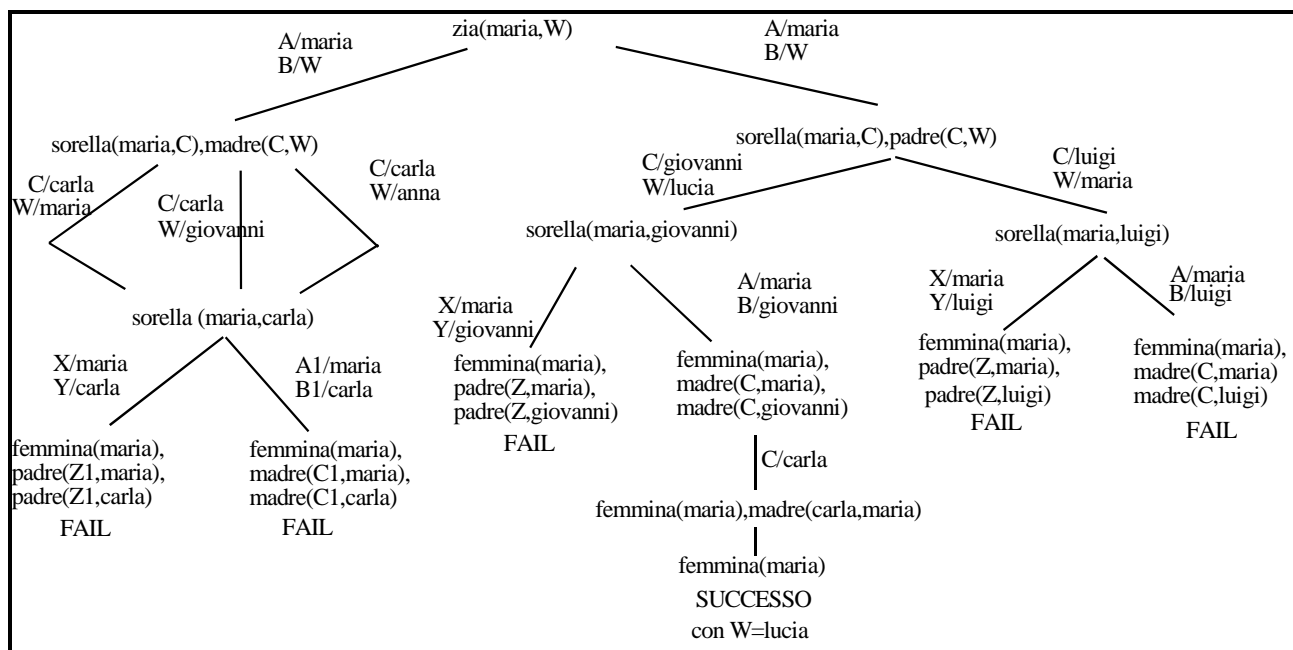 zia(maria,W)
A/maria
B/W
A/maria
B/W
sorella(maria,C),madre(C,W)
sorella(maria,C),padre(C,W)
C/carla
W/maria
C/carla
W/giovanni
C/carla
W/anna
C/giovanni
W/lucia
C/luigi
W/maria
sorella (maria,carla)
sorella(maria,giovanni)
sorella(maria,luigi)
X/maria
Y/carla
A1/maria
B1/carla
X/maria
Y/giovanni
A/maria
B/giovanni
X/maria
Y/luigi
A/maria
B/luigi
femmina(maria),
padre(Z1,maria),
padre(Z1,carla)
FAIL
femmina(maria),
madre(C1,maria),
madre(C1,carla)
FAIL
femmina(maria),
padre(Z,maria),
padre(Z,giovanni)
FAIL
femmina(maria),
madre(C,maria),
madre(C,giovanni)
femmina(maria),
padre(Z,maria),
padre(Z,luigi)
FAIL
femmina(maria),
madre(C,maria)
madre(C,luigi)
FAIL
C/carla
femmina(maria),madre(carla,maria)
femmina(maria)
SUCCESSO
con W=lucia